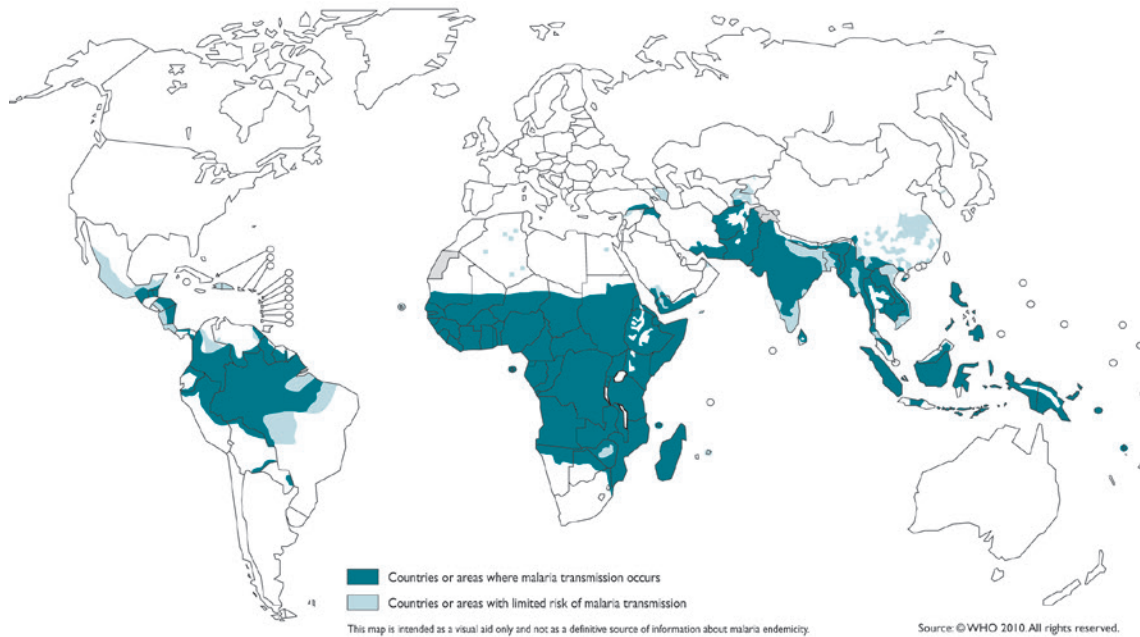 Countries or areas where malaria transmission occurs
Countries or areas with limited risk of malaria transmission
This map is intended as a visual aid only and not as a definitive source of information about malaria endemicity.
Source: © WHO 2010. All rights reserved.